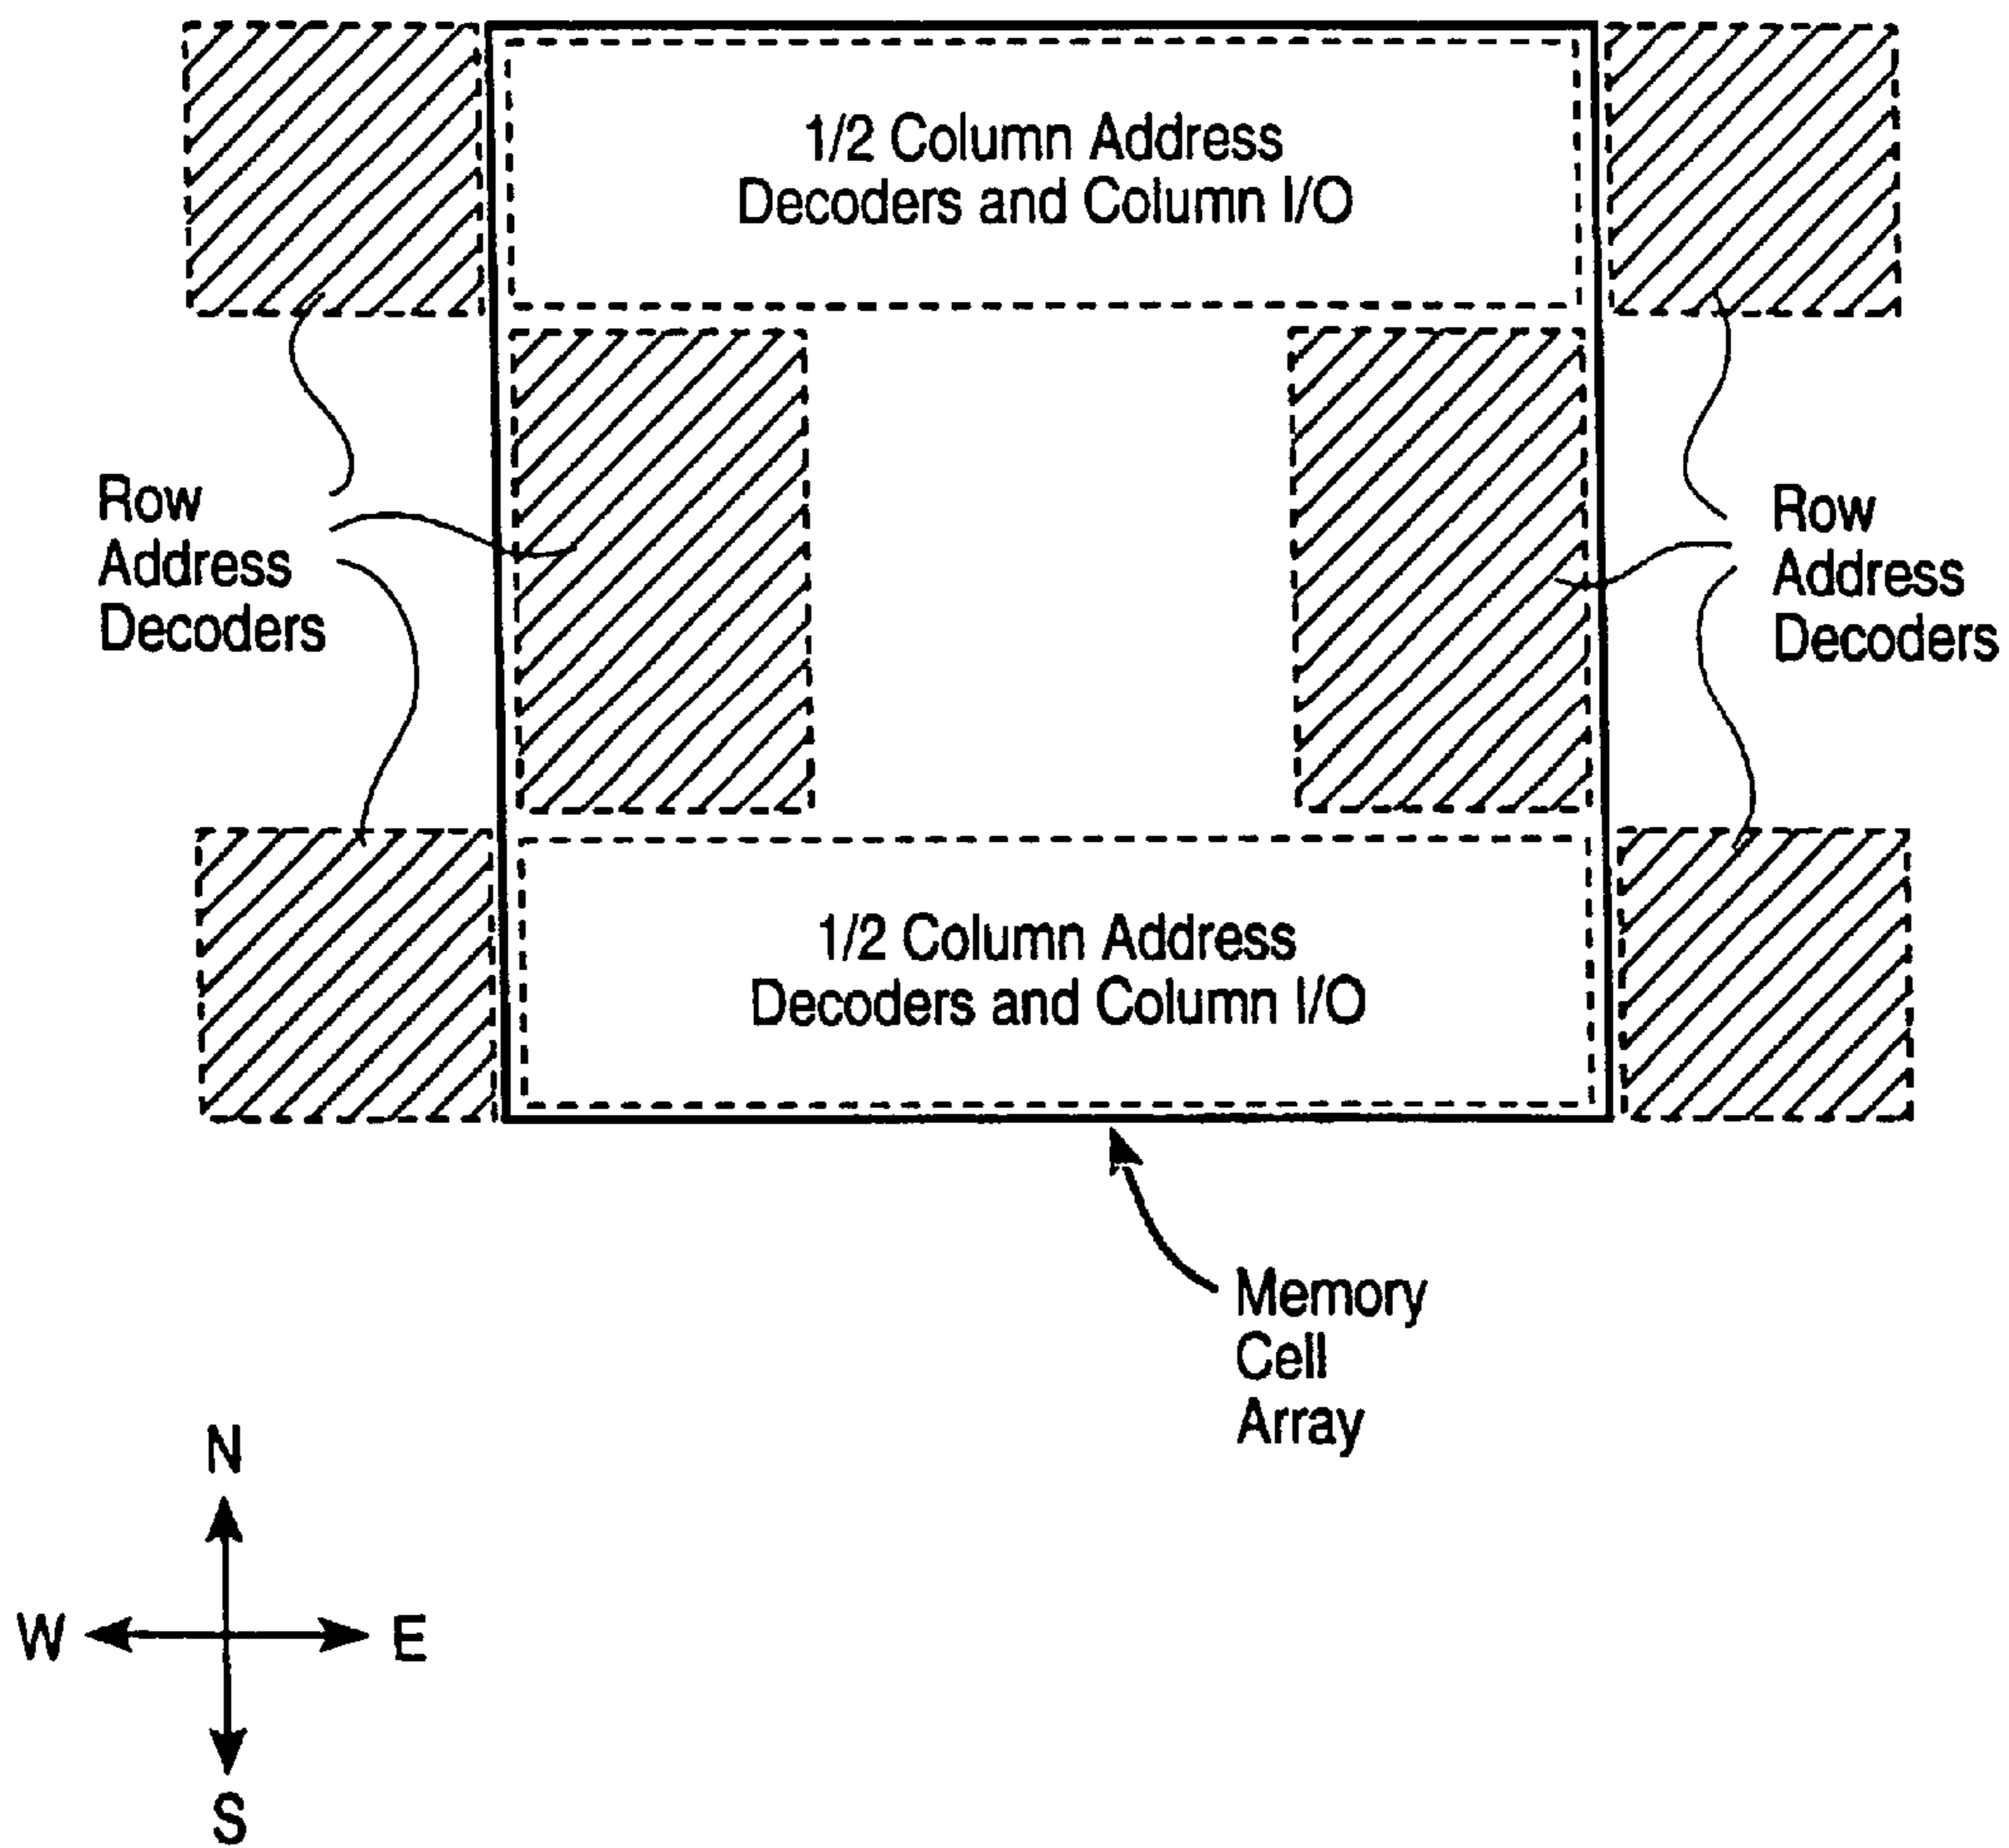 1/2 Column Address
Decoders and Column I/O
Row
Address
Decoders
Row
Address
Decoders
1/2 Column Address
Decoders and Column I/O
Memory
Cell
Array
N
W
E
S